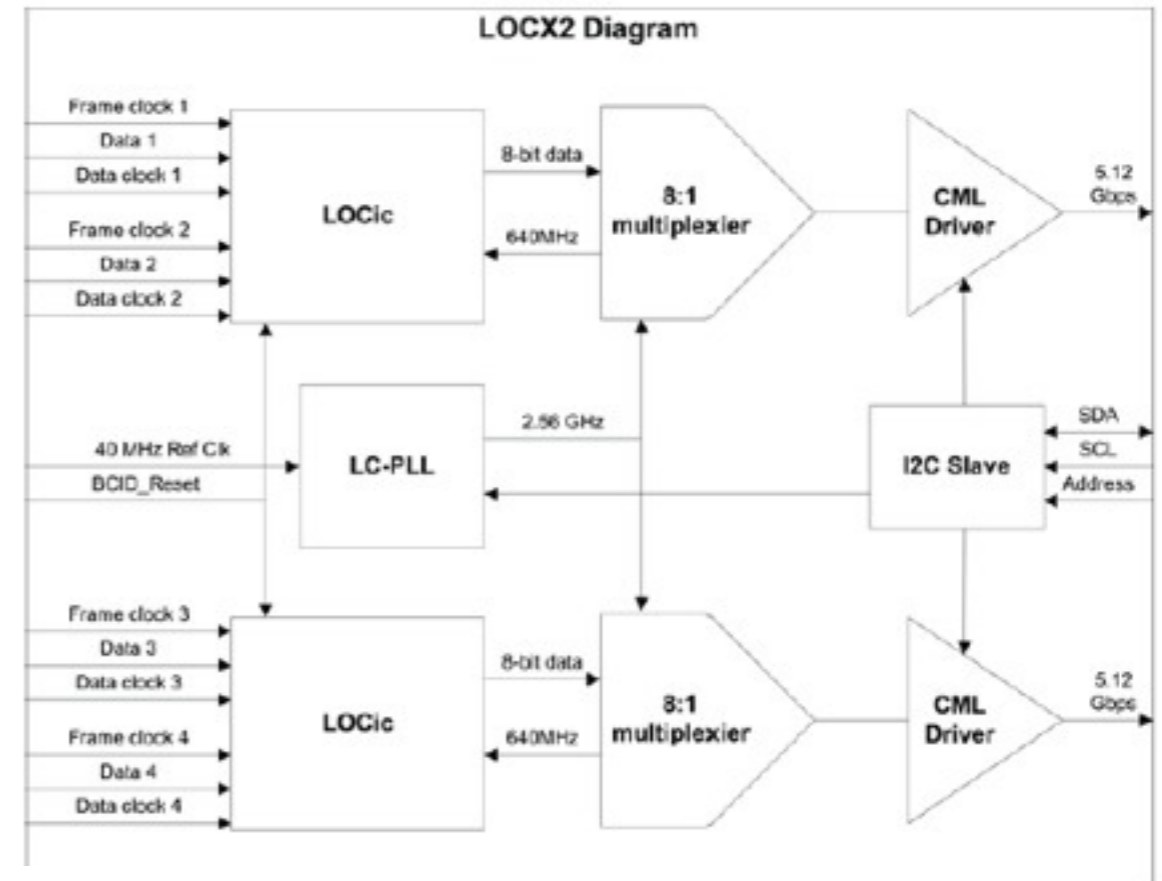 LOCX2 Diagram
Frame clock 1
Data 1
Data clock 1
Frame clock 2
Data 2
Data clock 2
LOCic
8-bit data
640MHz
8:1
multiplexier
CML
Driver
5.12
Gbps
40 MHz Ref Clk
BCID_Reset
LC-PLL
2.56 GHz
I2C Slave
SDA
SCL
Address
Frame clock 3
Data 3
Data clock 3
Frame clock 4
Data 4
Data clock 4
LOCic
8-bit data
640MHz
8:1
multiplexier
CML
Driver
5.12
Gbps